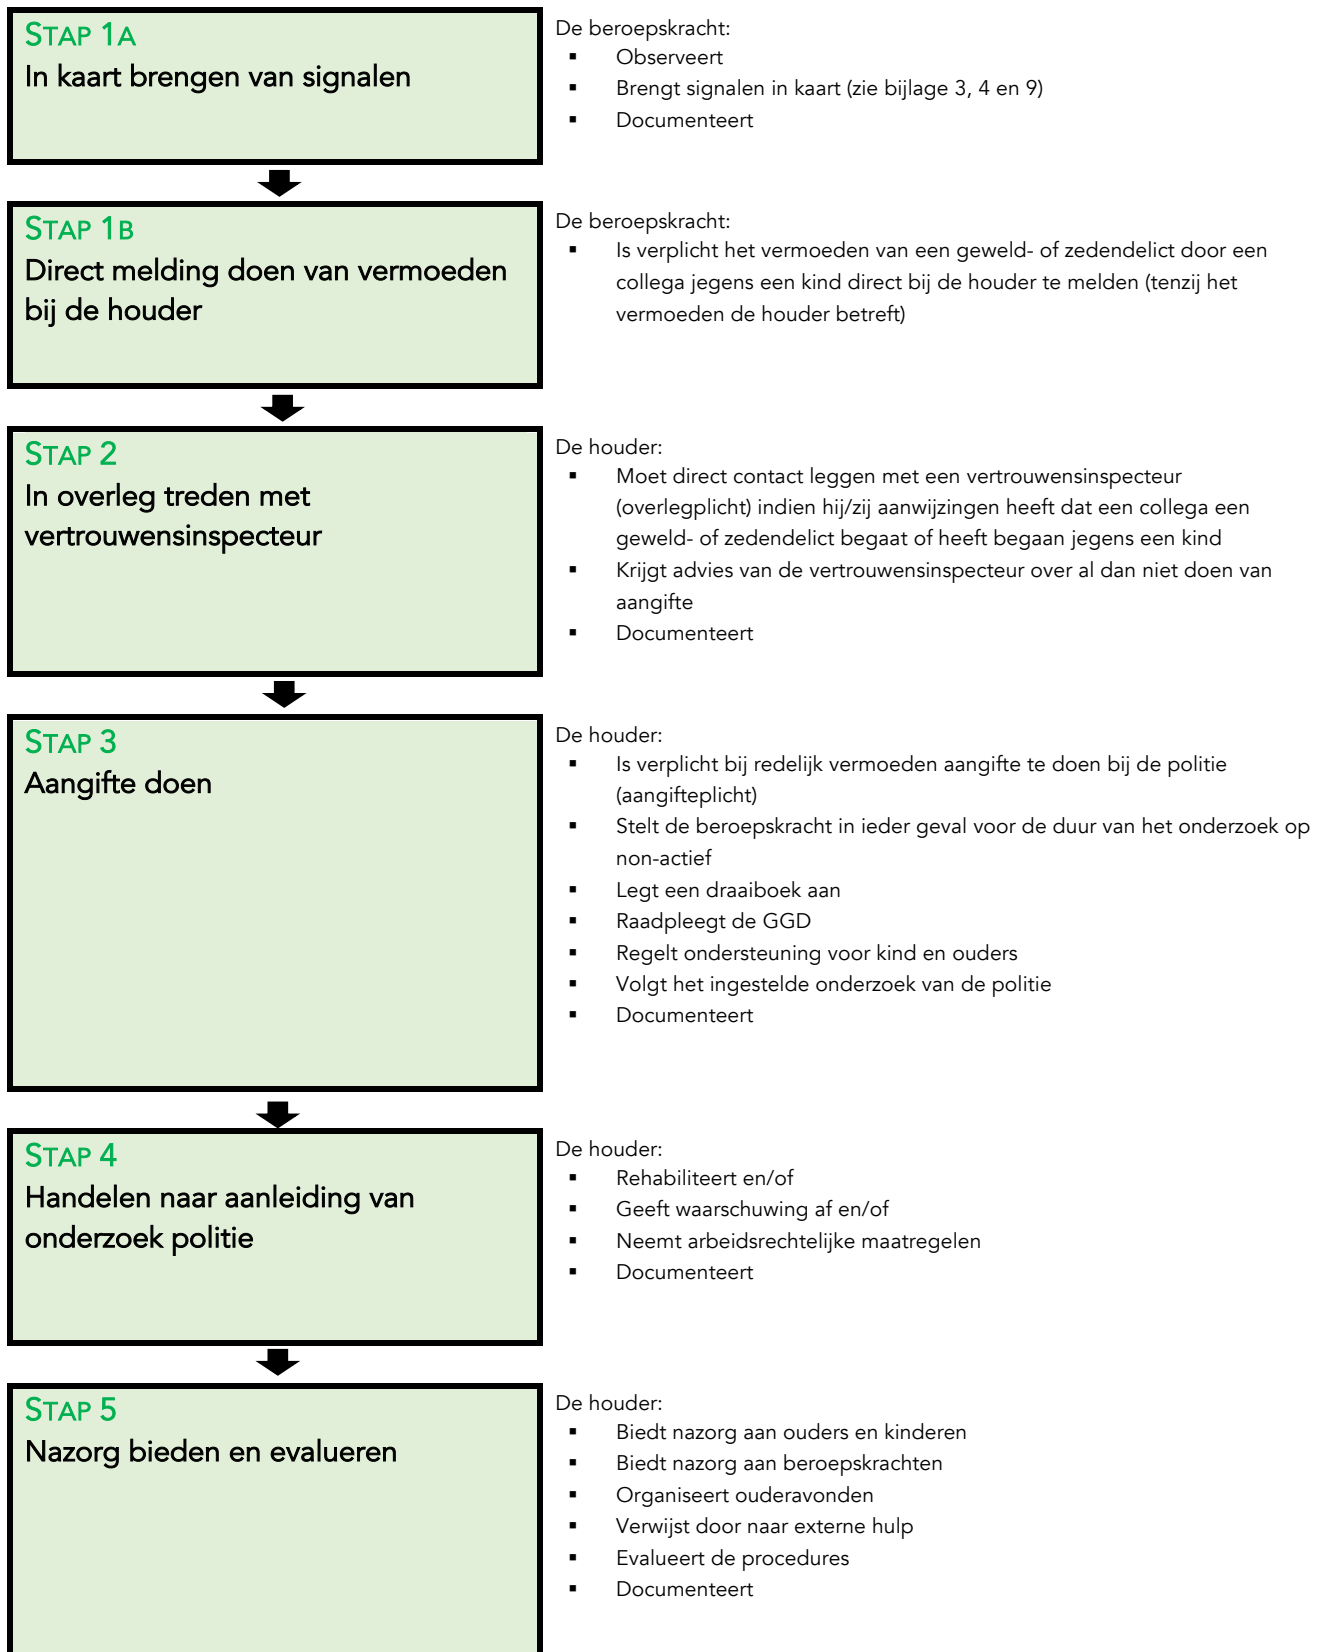 STAP 1A
In kaart brengen van signalen
De beroepskracht:
▪ Observeert
▪ Brengt signalen in kaart (zie bijlage 3, 4 en 9)
▪ Documenteert
STAP 1B
Direct melding doen van vermoeden
bij de houder
De beroepskracht:
▪ Is verplicht het vermoeden van een geweld- of zedendelict door een
collega jegens een kind direct bij de houder te melden (tenzij het
vermoeden de houder betreft)
STAP 2
In overleg treden met
vertrouwensinspecteur
De houder:
▪ Moet direct contact leggen met een vertrouwensinspecteur
(overlegplicht) indien hij/zij aanwijzingen heeft dat een collega een
geweld- of zedendelict begaat of heeft begaan jegens een kind
▪ Krijgt advies van de vertrouwensinspecteur over al dan niet doen van
aangifte
▪ Documenteert
STAP 3
Aangifte doen
De houder:
▪ Is verplicht bij redelijk vermoeden aangifte te doen bij de politie
(aangifteplicht)
▪ Stelt de beroepskracht in ieder geval voor de duur van het onderzoek op
non-actief
▪ Legt een draaiboek aan
▪ Raadpleegt de GGD
▪ Regelt ondersteuning voor kind en ouders
▪ Volgt het ingestelde onderzoek van de politie
▪ Documenteert
STAP 4
Handelen naar aanleiding van
onderzoek politie
De houder:
▪ Rehabiliteert en/of
▪ Geeft waarschuwing af en/of
▪ Neemt arbeidsrechtelijke maatregelen
▪ Documenteert
STAP 5
Nazorg bieden en evalueren
De houder:
▪ Biedt nazorg aan ouders en kinderen
▪ Biedt nazorg aan beroepskrachten
▪ Organiseert ouderavonden
▪ Verwijst door naar externe hulp
▪ Evalueert de procedures
▪ Documenteert